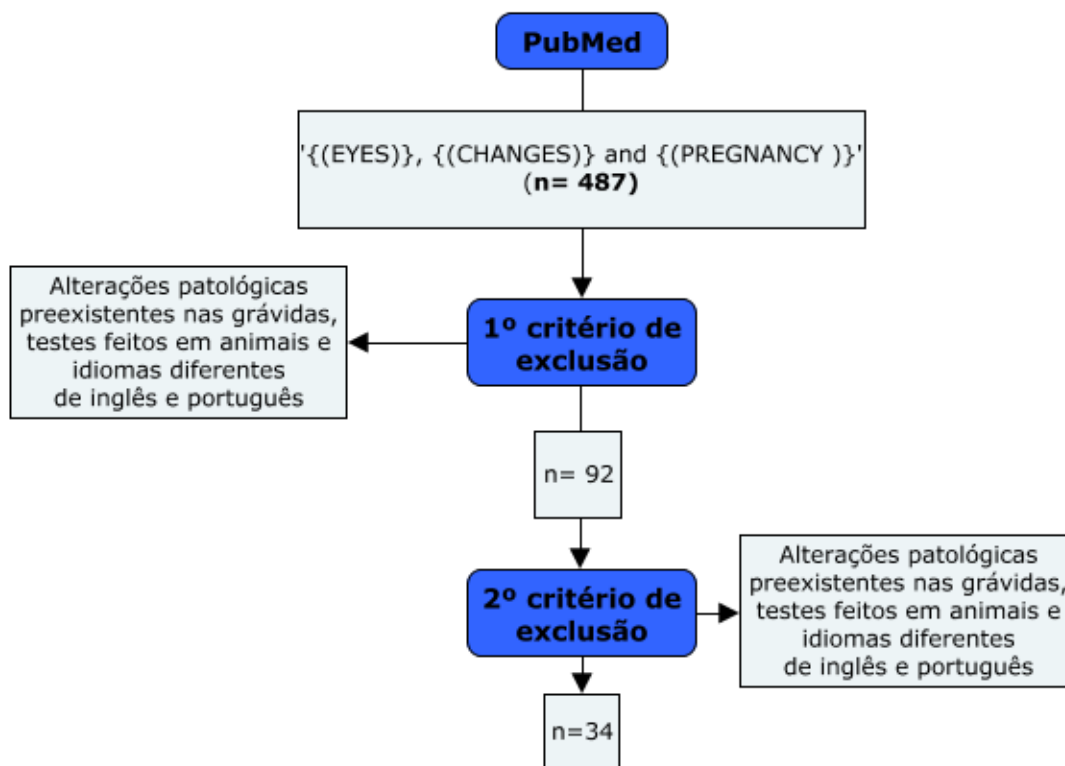 PubMed
'{(EYES)}, {(CHANGES)} and {(PREGNANCY )}'
(n= 487)
Alterações patológicas
preexistentes nas grávidas,
testes feitos em animais e
idiomas diferentes
de inglês e português
1º critério de
exclusão
n= 92
2º critério de
exclusão
Alterações patológicas
preexistentes nas grávidas,
testes feitos em animais e
idiomas diferentes
de inglês e português
n=34